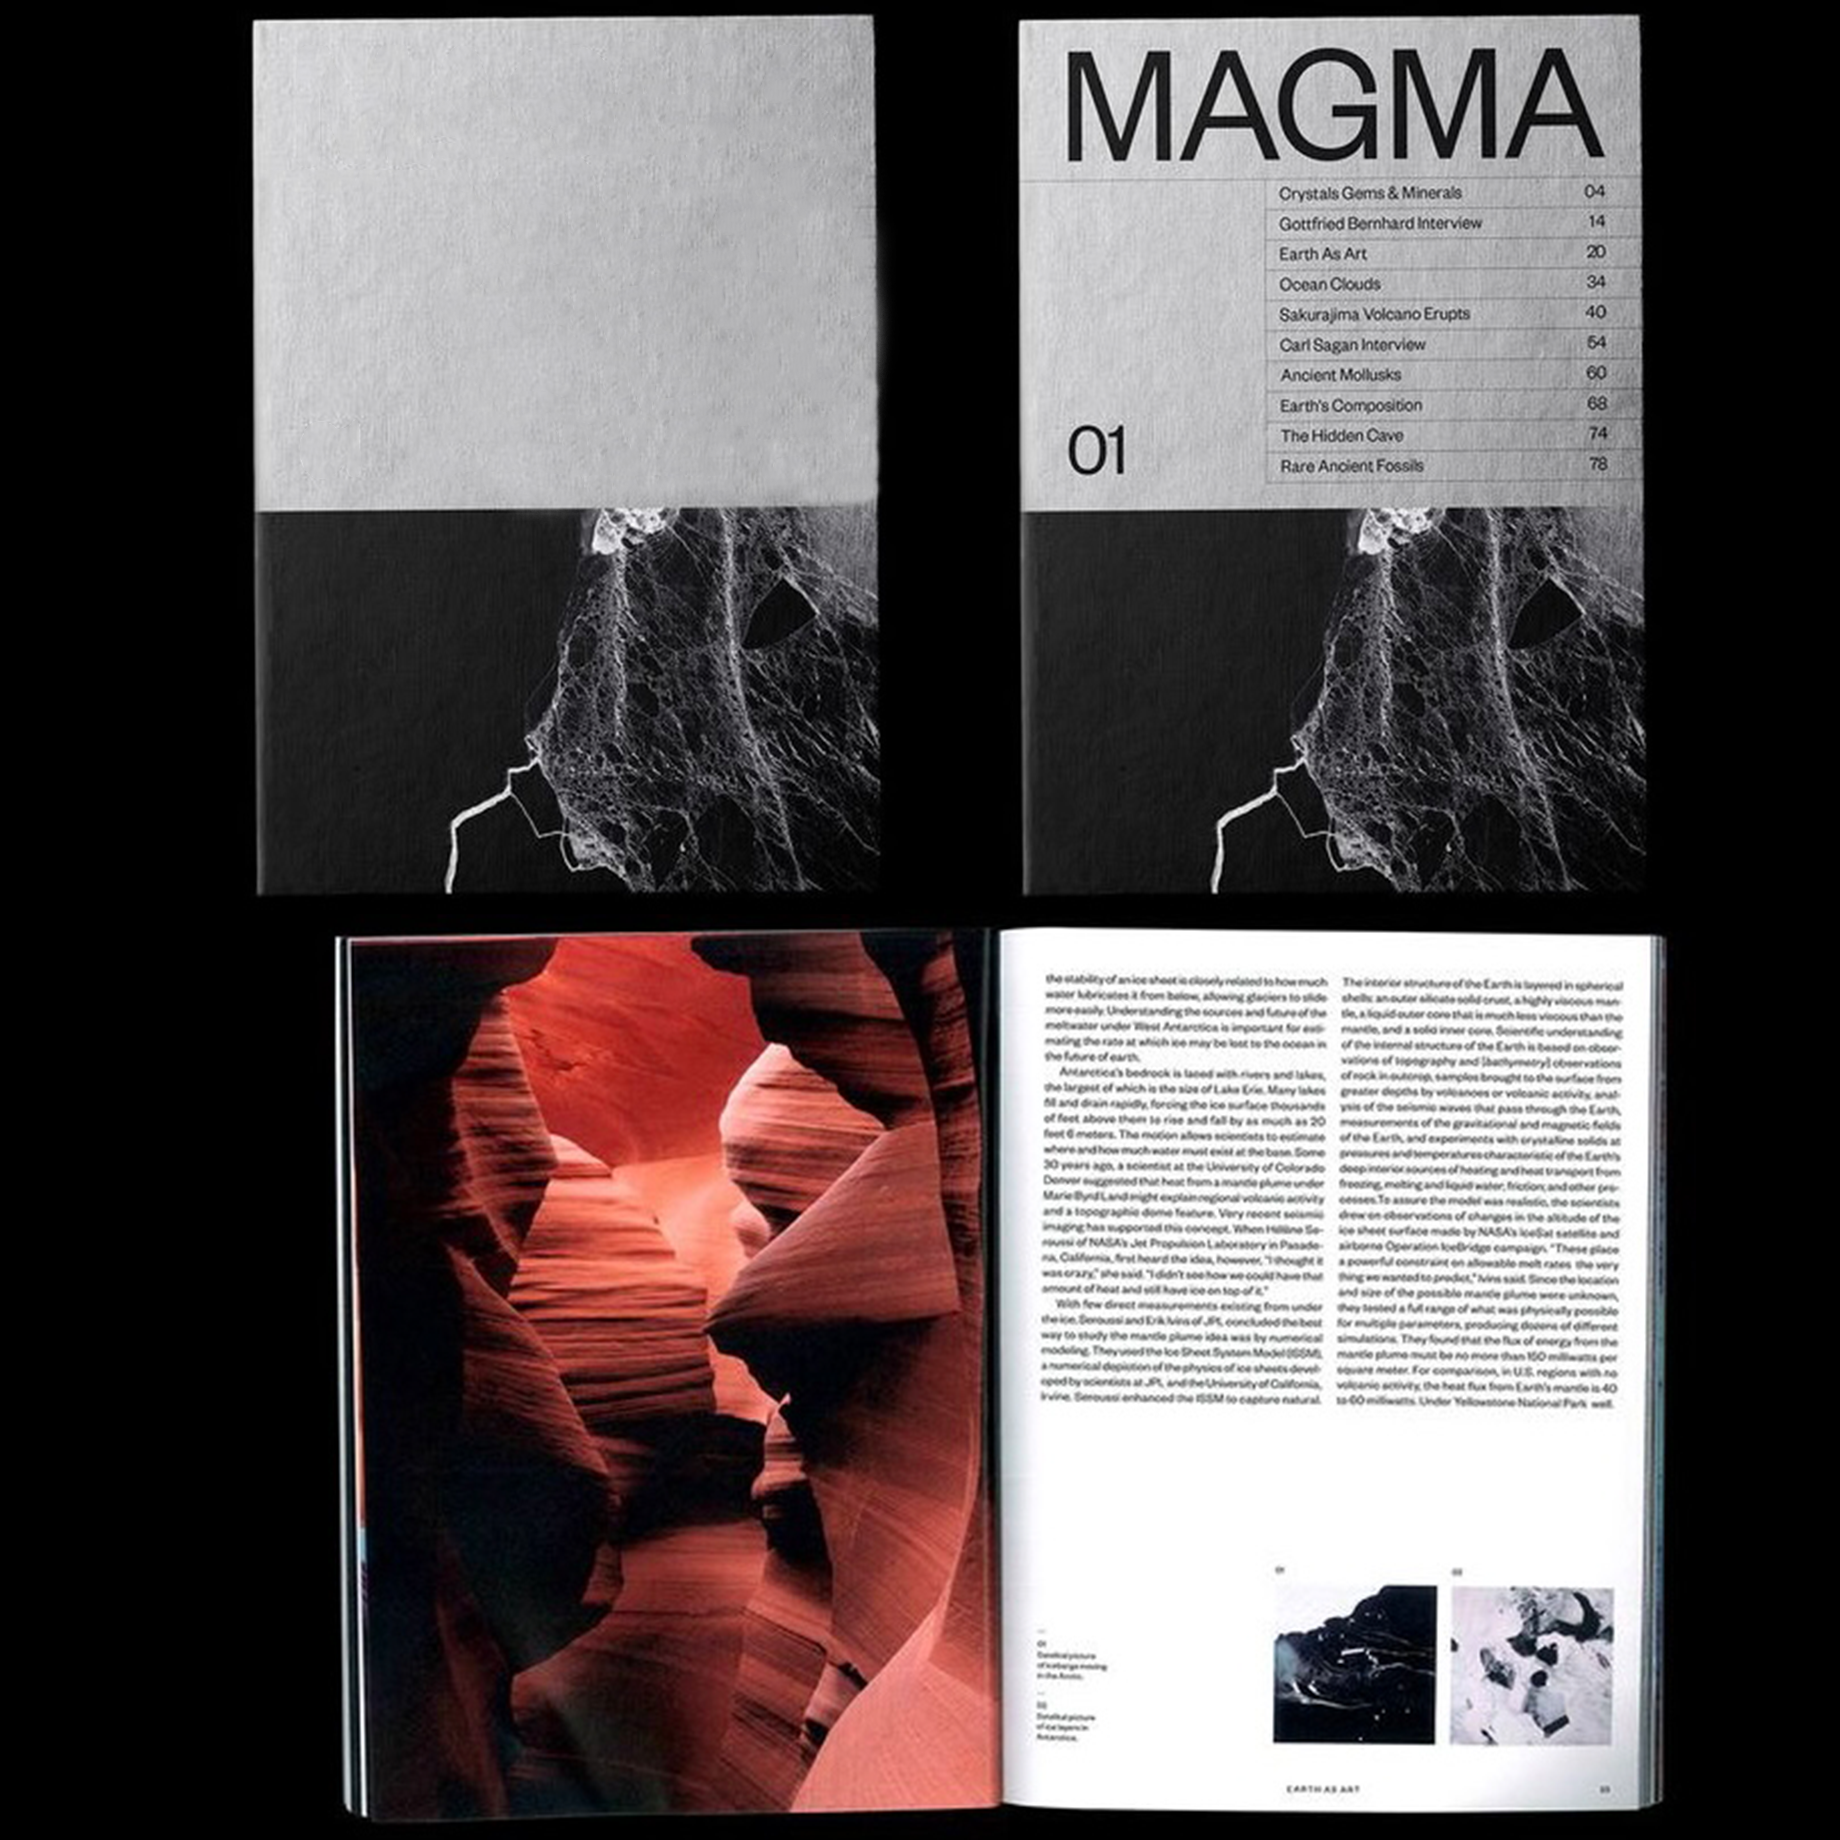 MAGMA
Crystals Gems & Minerals 04
Gottfried Bernhard Interview 14
Earth As Art 20
Ocean Clouds 34
Sakurajima Volcano Erupts 40
Carl Sagan Interview 54
Ancient Mollusks 60
Earth's Composition 68
The Hidden Cave 74
Rare Ancient Fossils 78
01
the stability of an ice sheet is closely related to how much
water lubricates it from below, allowing glaciers to slide
more easily. Understanding the sources and future of the
meltwater under West Antarctica is important for esti-
mating the rate at which ice may be lost to the ocean in
the future of earth.
Antarctica's bedrock is laced with rivers and lakes,
the largest of which is the size of Lake Erie. Many lakes
fill and drain rapidly, forcing the ice surface thousands
of feet above them to rise and fall by as much as 20
feet 6 meters. The motion allows scientists to estimate
where and how much water must exist at the base. Some
30 years ago, a scientist at the University of Colorado
Denver suggested that heat from a mantle plume under
Marie Byrd Land might explain regional volcanic activity
and a topographic dome feature. Very recent seismic
imaging has supported this concept. When Hélène Se-
roussi of NASA's Jet Propulsion Laboratory in Pasade-
na, California, first heard the idea, however, "I thought it
was crazy," she said. "I didn't see how we could have that
amount of heat and still have ice on top of it."
With few direct measurements existing from under
the ice, Seroussi and Erik Ivins of JPL concluded the best
way to study the mantle plume idea was by numerical
modeling. They used the Ice Sheet System Model (ISSM),
a numerical depiction of the physics of ice sheets devel-
oped by scientists at JPL and the University of California,
Irvine. Seroussi enhanced the ISSM to capture natural.
The interior structure of the Earth is layered in spherical
shells: an outer silicate solid crust, a highly viscous man-
tle, a liquid outer core that is much less viscous than the
mantle, and a solid inner core. Scientific understanding
of the internal structure of the Earth is based on obser-
vations of topography and [bathymetry] observations
of rock in outcrop, samples brought to the surface from
greater depths by volcanoes or volcanic activity, anal-
ysis of the seismic waves that pass through the Earth,
measurements of the gravitational and magnetic fields
of the Earth, and experiments with crystalline solids at
pressures and temperatures characteristic of the Earth's
deep interior sources of heating and heat transport from
freezing, melting and liquid water; friction; and other pro-
cesses. To assure the model was realistic, the scientists
drew on observations of changes in the altitude of the
ice sheet surface made by NASA's IceSat satellite and
airborne Operation IceBridge campaign. "These place
a powerful constraint on allowable melt rates the very
thing we wanted to predict," Ivins said. Since the location
and size of the possible mantle plume were unknown,
they tested a full range of what was physically possible
for multiple parameters, producing dozens of different
simulations. They found that the flux of energy from the
mantle plume must be no more than 150 milliwatts per
square meter. For comparison, in U.S. regions with no
volcanic activity, the heat flux from Earth's mantle is 40
to 60 milliwatts. Under Yellowstone National Park well.
01
02
01
picture
of icebergs moving
in the Arctic.
02
picture
of ice layers in
Antarctica.
EARTH AS ART